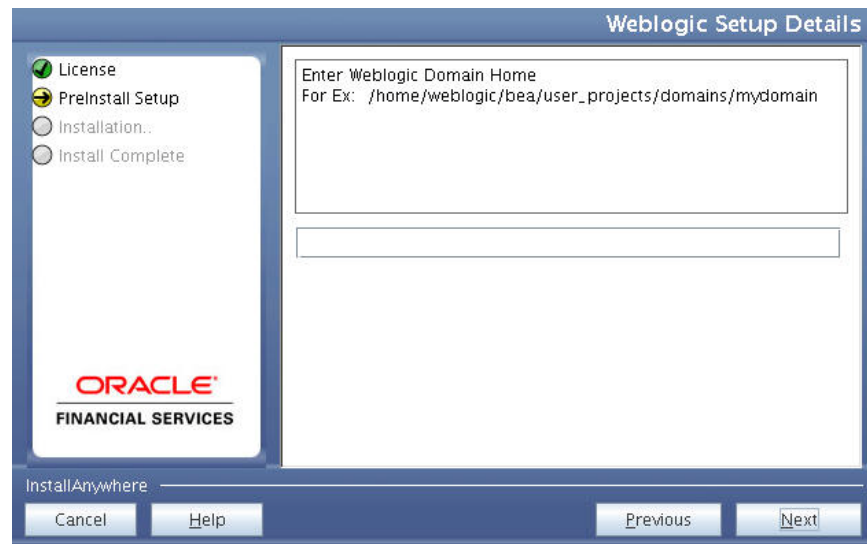 Weblogic Setup Details
License
PreInstall Setup
Installation..
Install Complete
Enter Weblogic Domain Home
For Ex: /home/weblogic/bea/user_projects/domains/mydomain
ORACLE
FINANCIAL SERVICES
InstallAnywhere
Cancel
Help
Previous
Next